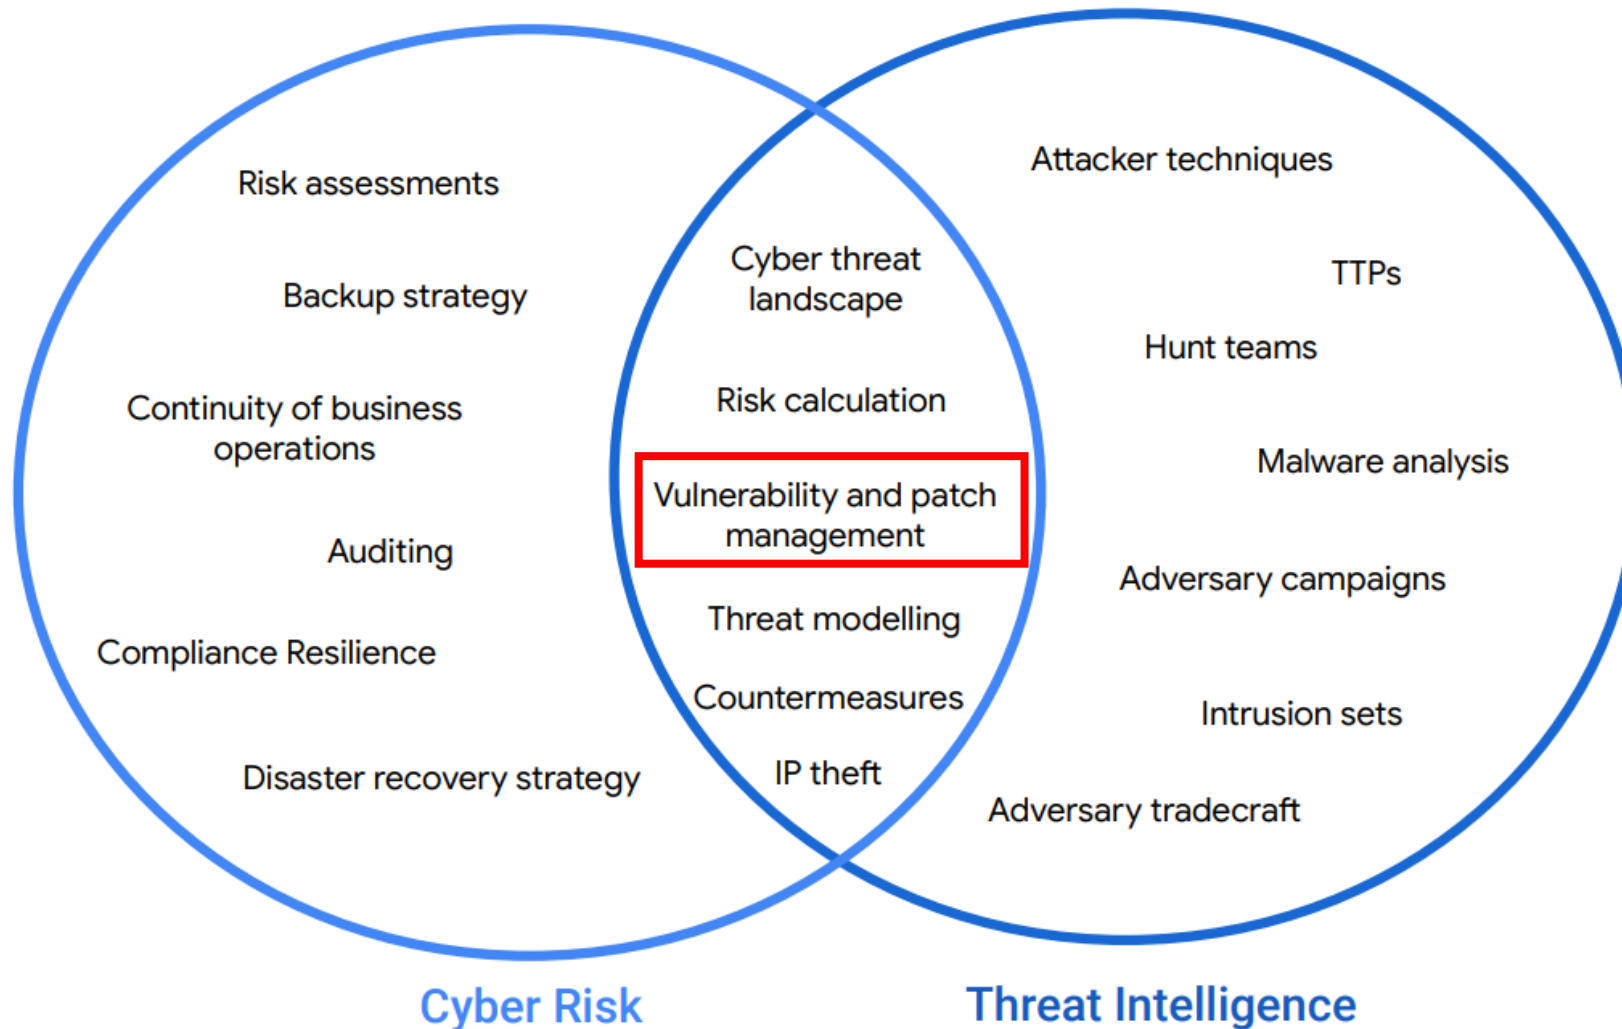 Risk assessments
Backup strategy
Continuity of business
operations
Auditing
Compliance Resilience
Disaster recovery strategy
Cyber threat
landscape
Risk calculation
Vulnerability and patch
management
Threat modelling
Countermeasures
IP theft
Attacker techniques
TTPs
Hunt teams
Malware analysis
Adversary campaigns
Intrusion sets
Adversary tradecraft
Cyber Risk
Threat Intelligence